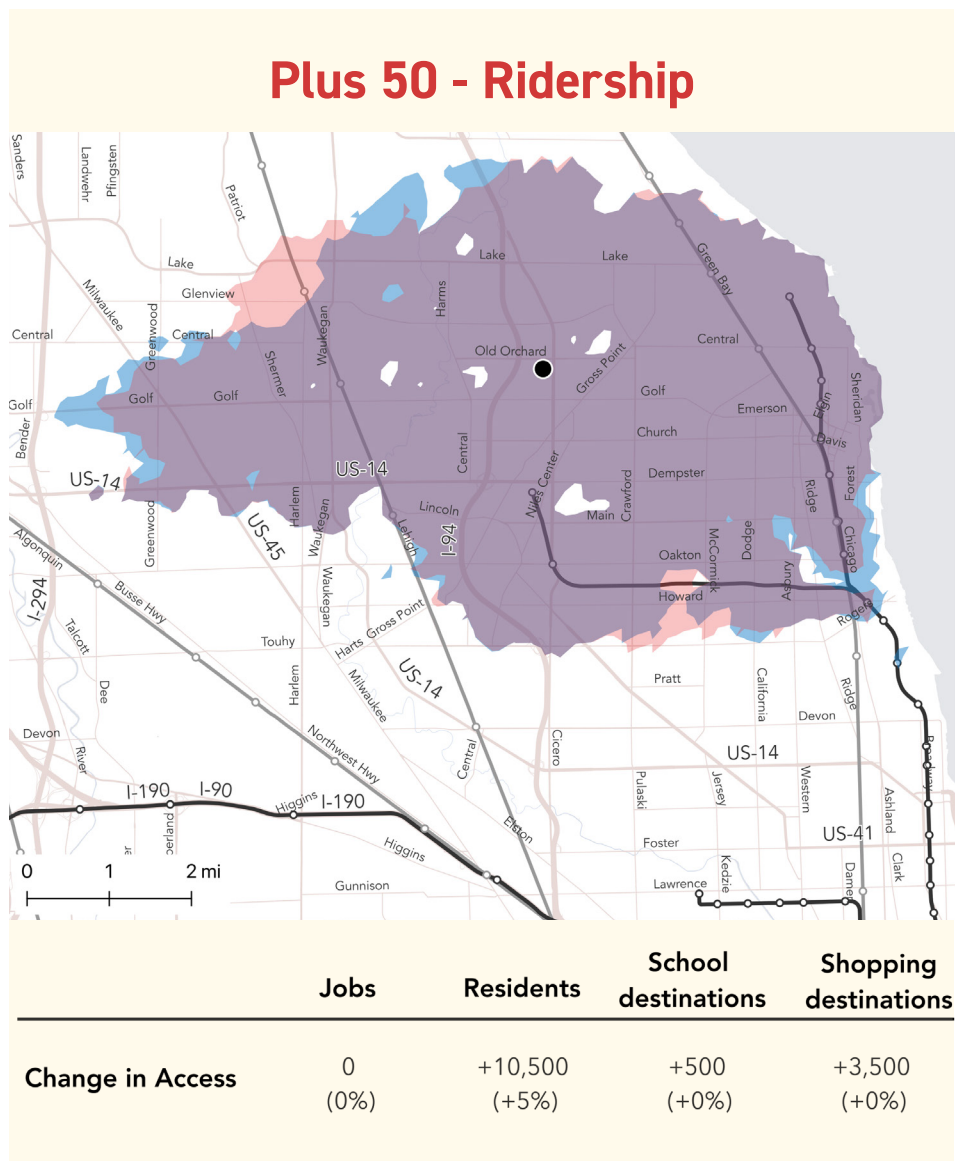 Plus 50 - Ridership
Sanders
Landwehr
Pfingsten
Patriot
Lake
Lake
Lake
Green Bay
Glenview
Harms
Milwaukee
Greenwood
Central
Central
Waukegan
Central
Shermer
Old Orchard
Gross Point
Golf
Golf
Golf
Golf
Sheridan
Elgin
Emerson
Bender
Church
Davis
Central
US-14
US-14
Dempster
Niles Center
Crawford
Ridge
Forest
Greenwood
Harlem
Waukegan
Lincoln
Main
US-45
Lehigh
I-94
McCormick
Dodge
Chicago
Algonquin
Oakton
Asbury
I-294
Busse Hwy
Waukegan
Howard
Rogers
Talcott
Touhy
Harts
Gross Point
Harlem
US-14
Milwaukee
Dee
Pratt
California
Ridge
Devon
Devon
River
Northwest Hwy
Central
Cicero
US-14
Broadway
I-190
I-90
Higgins
I-190
Pulaski
Jersey
Western
Ashland
Elston
US-41
Higgins
Foster
0 1 2 mi
Gunnison
Lawrence
Kedzie
Damen
Clark
Jobs
Residents
School
destinations
Shopping
destinations
Change in Access
0
(0%)
+10,500
(+5%)
+500
(+0%)
+3,500
(+0%)